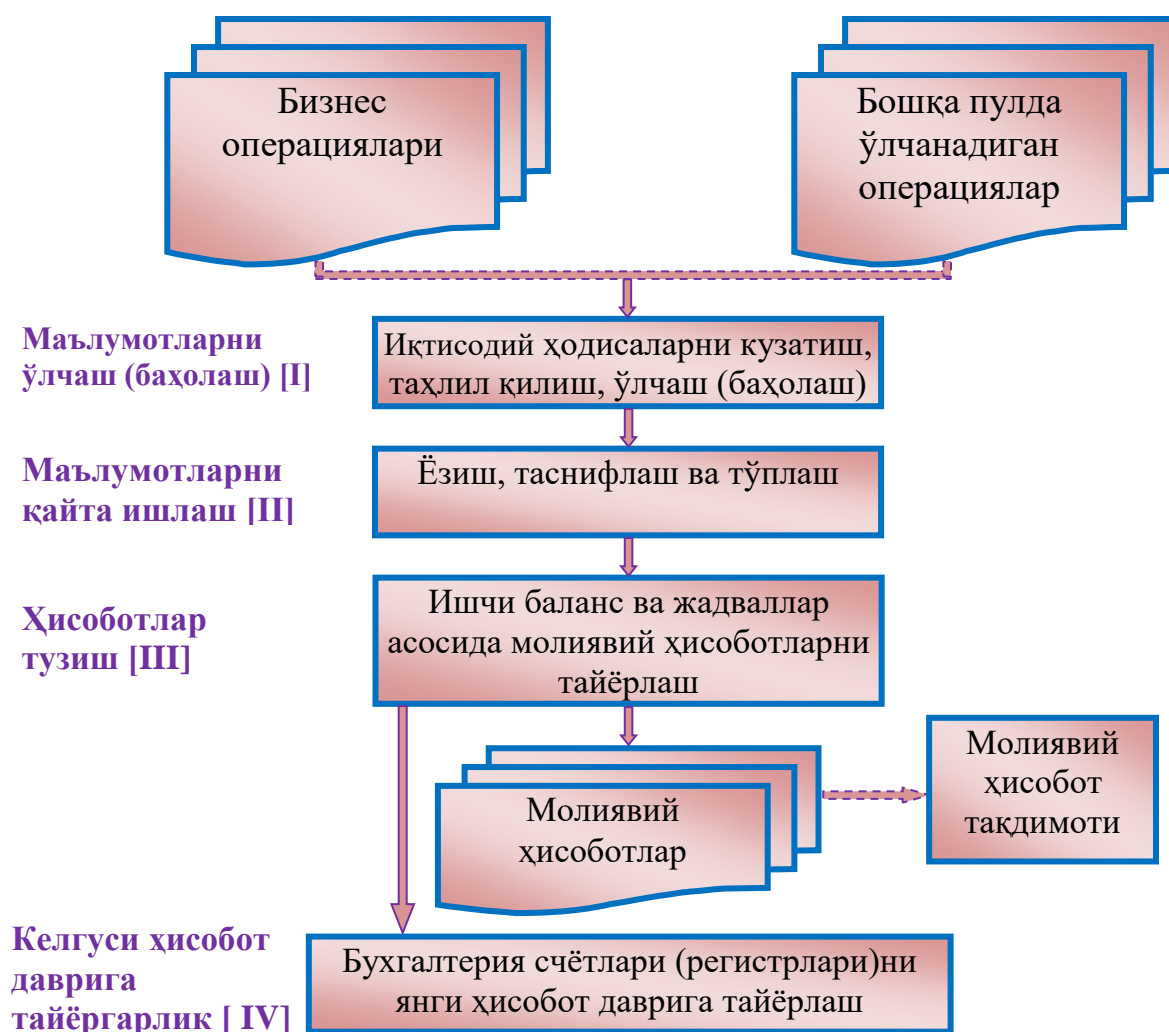 Бизнес
операциялари
Бошқа пулда
ўлчанадиган
операциялар
Маълумотларни
ўлчаш (баҳолаш) [I]
Иқтисодий ҳодисаларни кузатиш,
таҳлил қилиш, ўлчаш (баҳолаш)
Маълумотларни
қайта ишлаш [II]
Ёзиш, таснифлаш ва тўплаш
Ҳисоботлар
тузиш [III]
Ишчи баланс ва жадваллар
асосида молиявий ҳисоботларни
тайёрлаш
Молиявий
ҳисоботлар
Молиявий
ҳисобот
тақдимоти
Келгуси ҳисобот
даврига
тайёргарлик [ IV]
Бухгалтерия счётлари (регистрлари)ни
янги ҳисобот даврига тайёрлаш